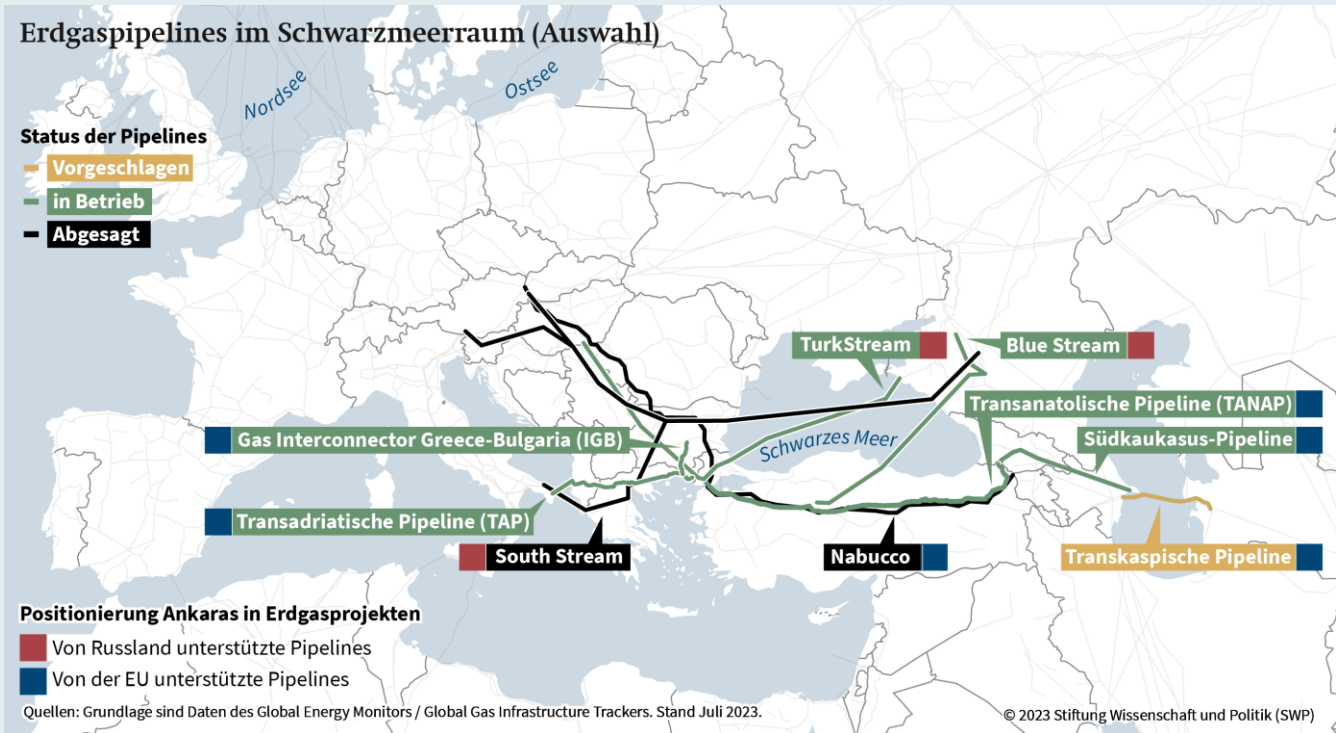 Erdgaspipelines im Schwarzmeerraum (Auswahl)
Nordsee
Ostsee
Status der Pipelines
Vorgeschlagen
in Betrieb
Abgesagt
TurkStream
Blue Stream
Transanatolische Pipeline (TANAP)
Schwarzes Meer
Gas Interconnector Greece-Bulgaria (IGB)
Südkaukasus-Pipeline
Transadriatische Pipeline (TAP)
South Stream
Nabucco
Transkaspische Pipeline
Positionierung Ankaras in Erdgasprojekten
Von Russland unterstützte Pipelines
Von der EU unterstützte Pipelines
Quellen: Grundlage sind Daten des Global Energy Monitors / Global Gas Infrastructure Trackers. Stand Juli 2023.
© 2023 Stiftung Wissenschaft und Politik (SWP)